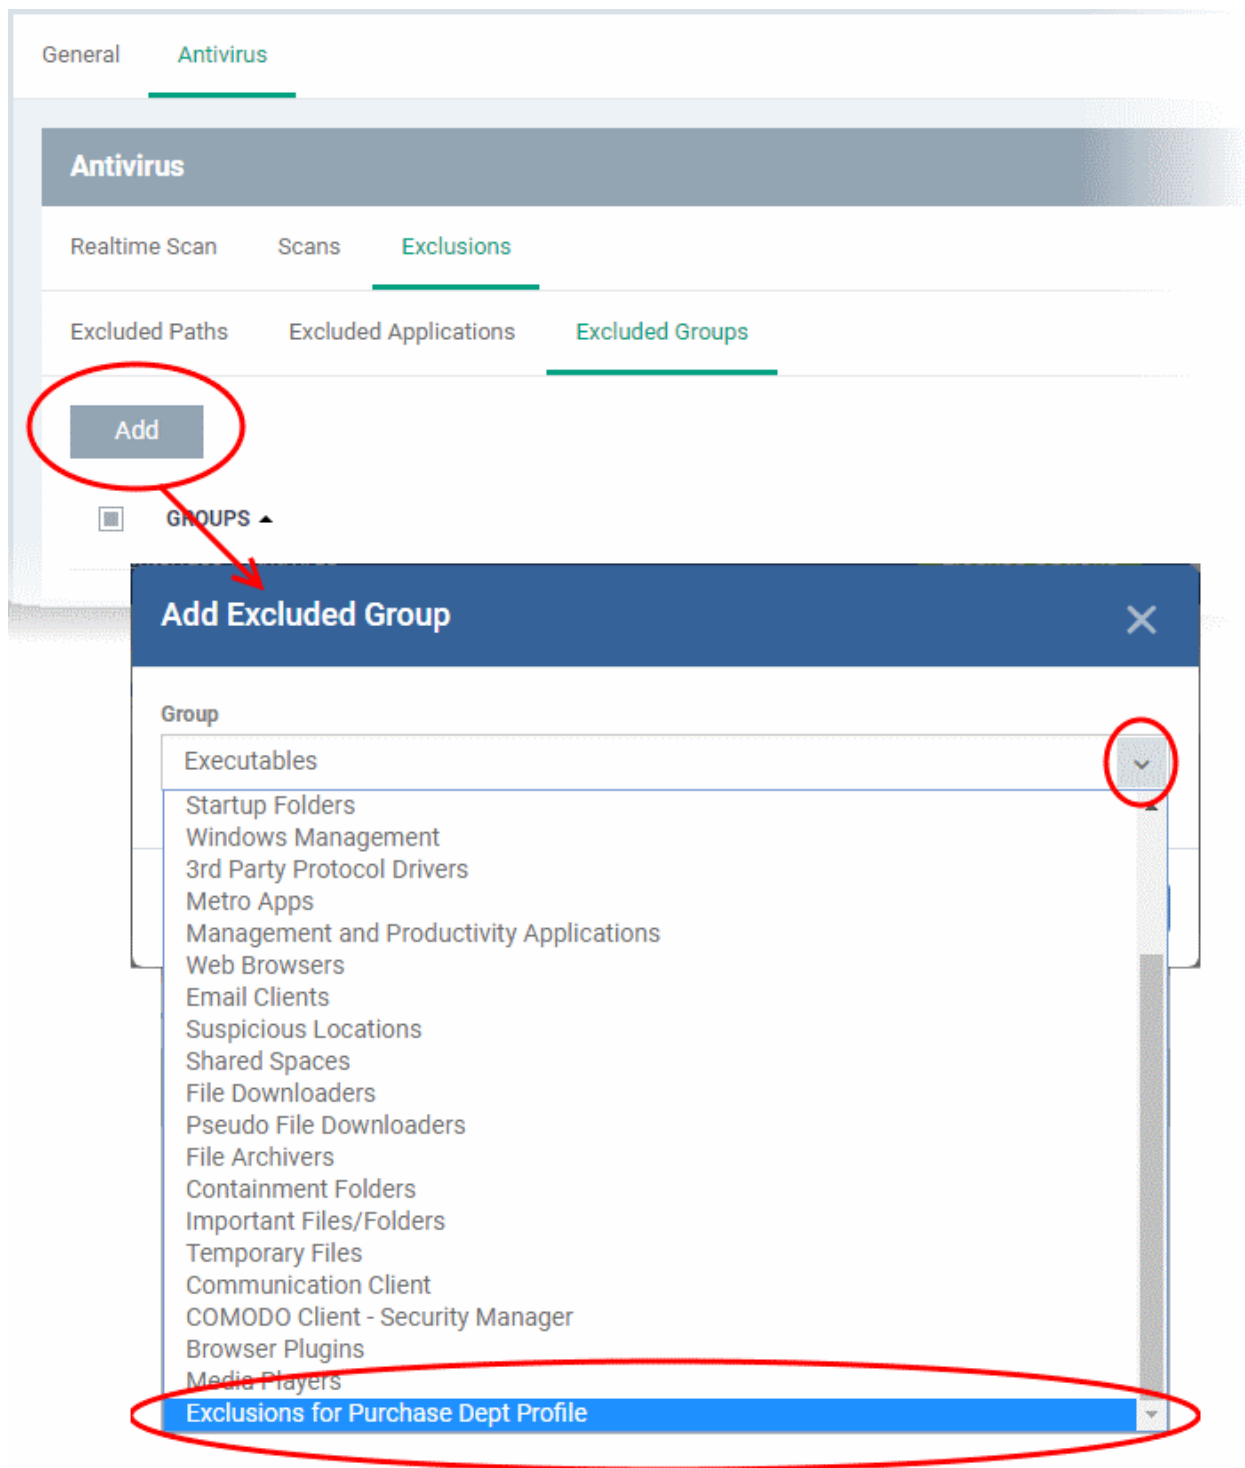 General Antivirus
Antivirus
Realtime Scan Scans Exclusions
Excluded Paths Excluded Applications Excluded Groups
Add
GROUPS
Add Excluded Group
Group
Executables
Startup Folders
Windows Management
3rd Party Protocol Drivers
Metro Apps
Management and Productivity Applications
Web Browsers
Email Clients
Suspicious Locations
Shared Spaces
File Downloaders
Pseudo File Downloaders
File Archivers
Containment Folders
Important Files/Folders
Temporary Files
Communication Client
COMODO Client - Security Manager
Browser Plugins
Media Players
Exclusions for Purchase Dept Profile